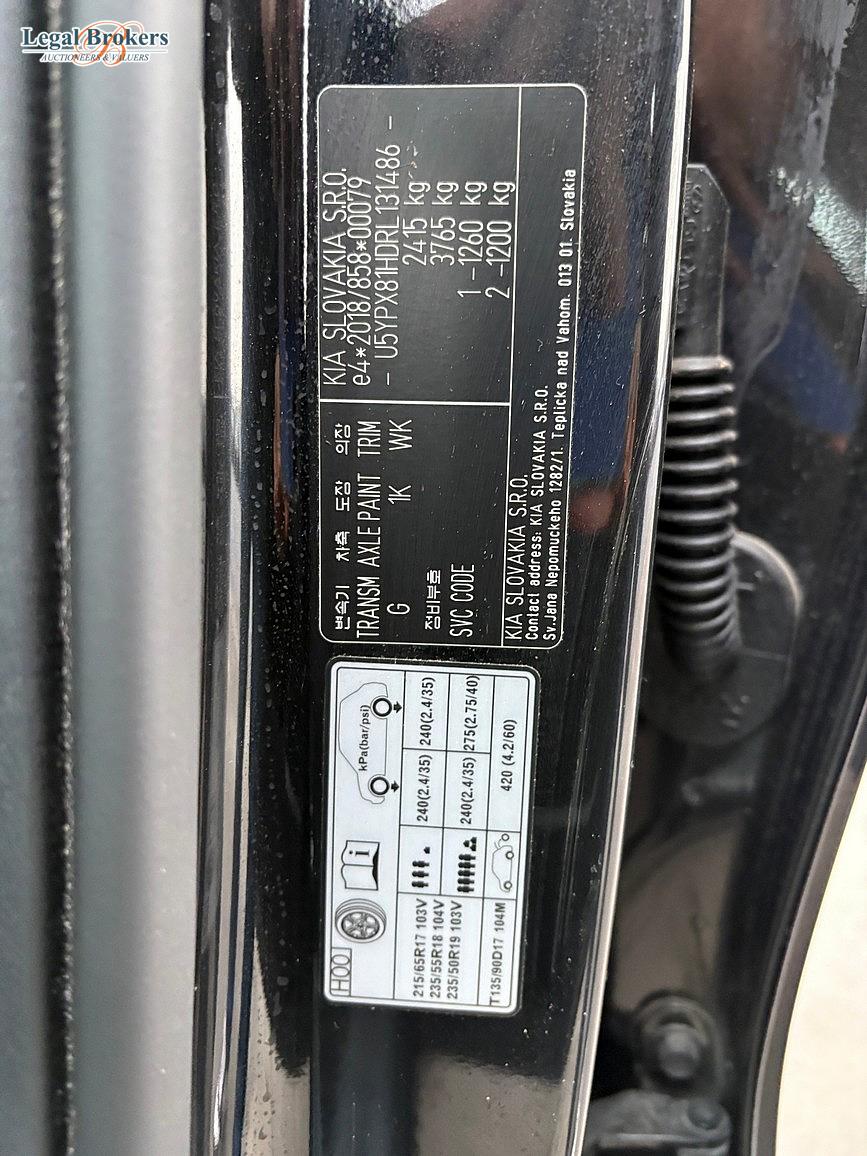 Legal Brokers
AUCTIONEERS & VALUERS
KIA SLOVAKIA S.R.O.
e4*2018/858*00079
- U5YPX81HDRL131486 -
2415 kg
3765 kg
1 - 1260 kg
2 - 1200 kg
변속기 차축 도장 의장
TRANSM AXLE PAINT TRIM
G 1K WK
정비부호
SVC CODE
KIA SLOVAKIA S.R.O.
Contact address: KIA SLOVAKIA S.R.O.
Sv.Jana Nepomuckeho 1282/1. Teplicka nad Vahom. 013 01. Slovakia
H00 i kPa(bar/psi)
215/65R17 103V
235/55R18 104V
235/50R19 103V
240(2.4/35) 240(2.4/35)
240(2.4/35) 275(2.75/40)
T135/90D17 104M 420 (4.2/60)